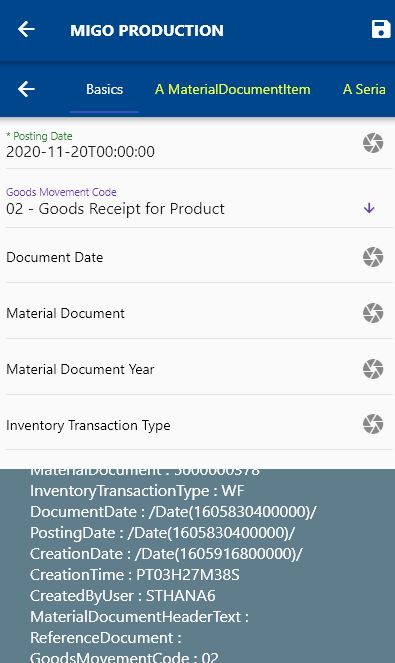 MIGO PRODUCTION
Basics A MaterialDocumentItem A Seria
* Posting Date
2020-11-20T00:00:00
Goods Movement Code
02 - Goods Receipt for Product
Document Date
Material Document
Material Document Year
Inventory Transaction Type
MaterialDocument : 5000000378
InventoryTransactionType : WF
DocumentDate : /Date(1605830400000)/
PostingDate : /Date(1605830400000)/
CreationDate : /Date(1605916800000)/
CreationTime : PT03H27M38S
CreatedByUser : STHANA6
MaterialDocumentHeaderText :
ReferenceDocument :
GoodsMovementCode : 02